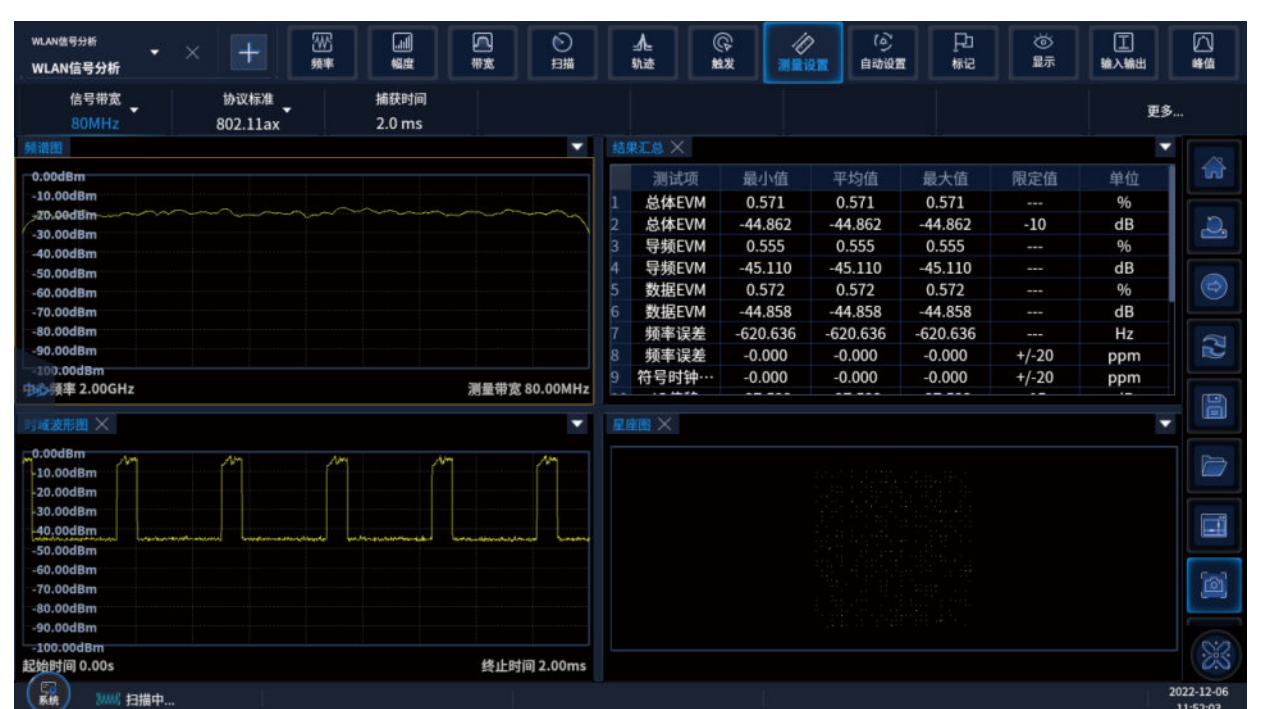 WLAN信号分析
WLAN信号分析
频率
幅度
带宽
扫描
轨迹
触发
测量设置
自动设置
标记
显示
输入输出
峰值
信号带宽
80MHz
协议标准
802.11ax
捕获时间
2.0 ms
更多...
频谱图
0.00dBm
-10.00dBm
-20.00dBm
-30.00dBm
-40.00dBm
-50.00dBm
-60.00dBm
-70.00dBm
-80.00dBm
-90.00dBm
-100.00dBm
中心频率 2.00GHz 测量带宽 80.00MHz
结果汇总
测试项 最小值 平均值 最大值 限定值 单位
1 总体EVM 0.571 0.571 0.571 --- %
2 总体EVM -44.862 -44.862 -44.862 -10 dB
3 导频EVM 0.555 0.555 0.555 --- %
4 导频EVM -45.110 -45.110 -45.110 --- dB
5 数据EVM 0.572 0.572 0.572 --- %
6 数据EVM -44.858 -44.858 -44.858 --- dB
7 频率误差 -620.636 -620.636 -620.636 --- Hz
8 频率误差 -0.000 -0.000 -0.000 +/-20 ppm
9 符号时钟… -0.000 -0.000 -0.000 +/-20 ppm
时域波形图
0.00dBm
-10.00dBm
-20.00dBm
-30.00dBm
-40.00dBm
-50.00dBm
-60.00dBm
-70.00dBm
-80.00dBm
-90.00dBm
-100.00dBm
起始时间 0.00s 终止时间 2.00ms
星座图
系统
扫描中...
2022-12-06
11:52:03